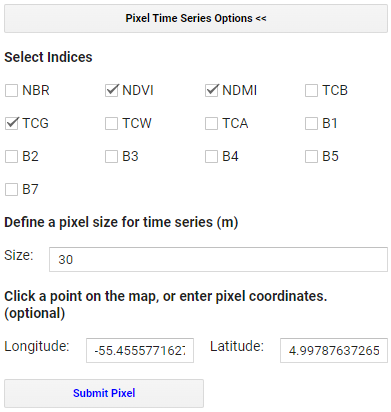 Pixel Time Series Options <<
Select Indices
NBR NDVI NDMI TCB
TCG TCW TCA B1
B2 B3 B4 B5
B7
Define a pixel size for time series (m)
Size: 30
Click a point on the map, or enter pixel coordinates.
(optional)
Longitude: -55.4555771627 Latitude: 4.99787637265
Submit Pixel